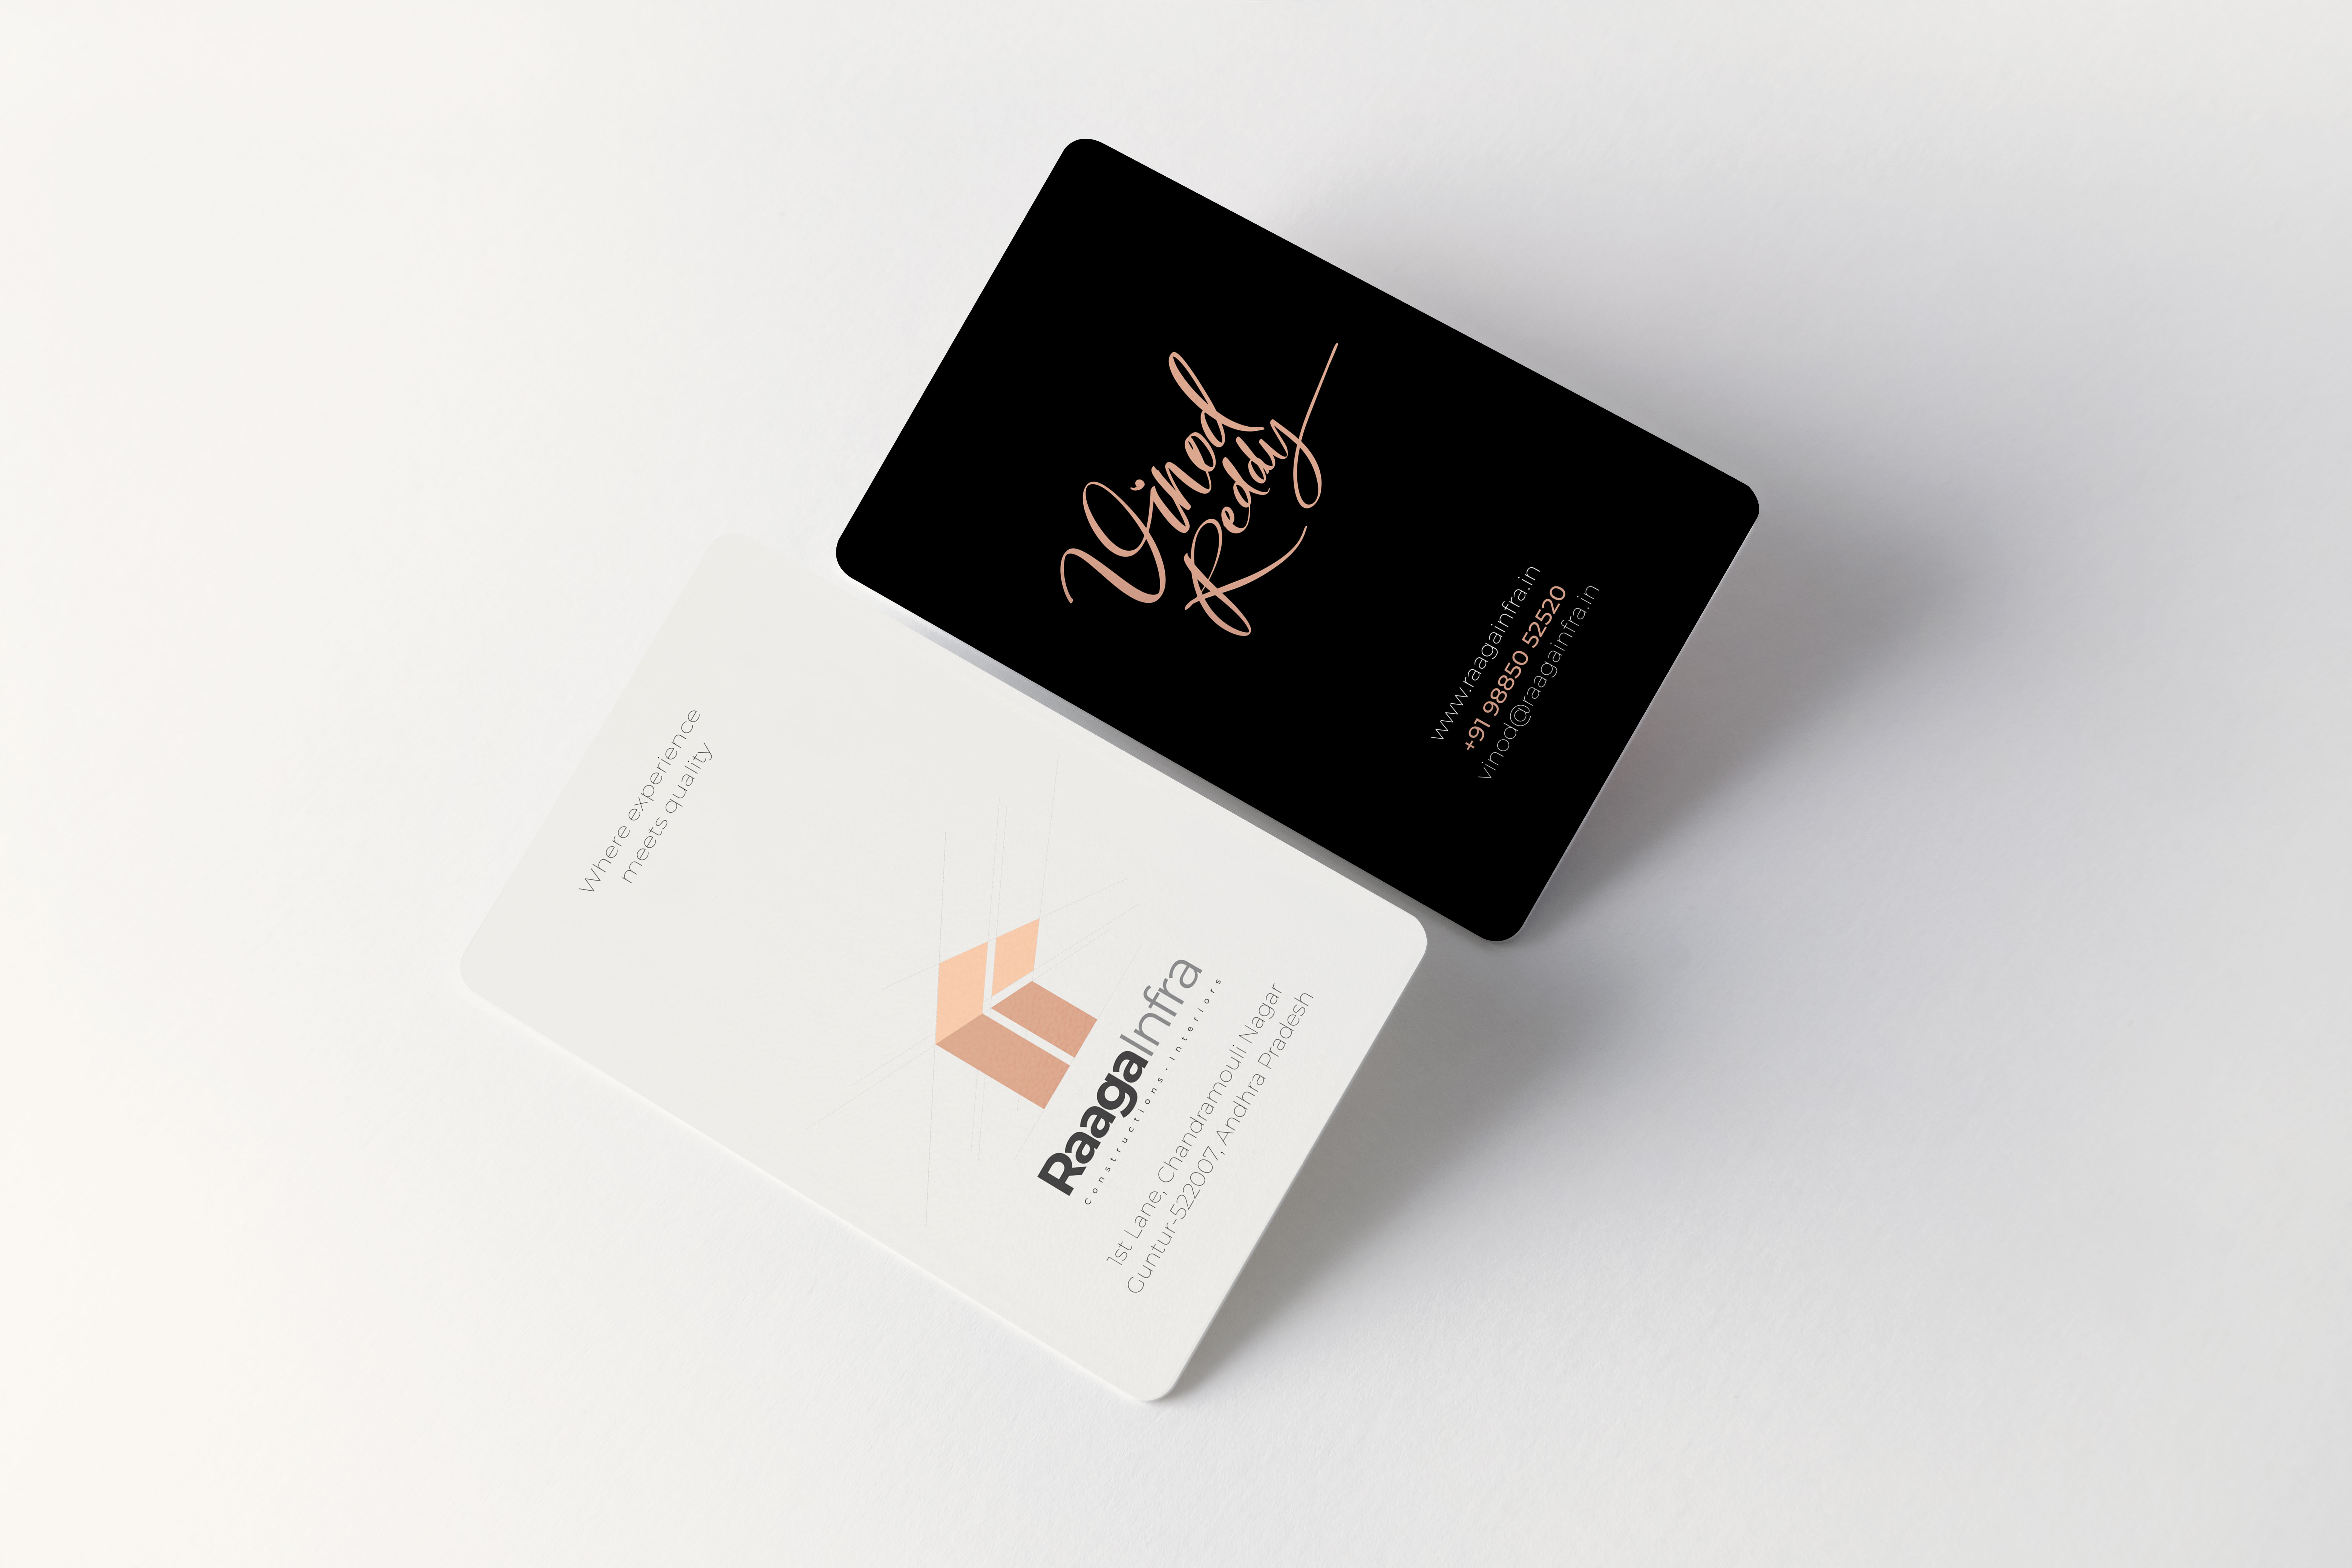 Vinod
Reddy
www.raagainfra.in
+91 98850 52520
vinod@raagainfra.in
Where experience
meets quality
RaagaInfra
Constructions·Interiors
1st Lane, Chandramouli Nagar
Guntur-522007, Andhra Pradesh